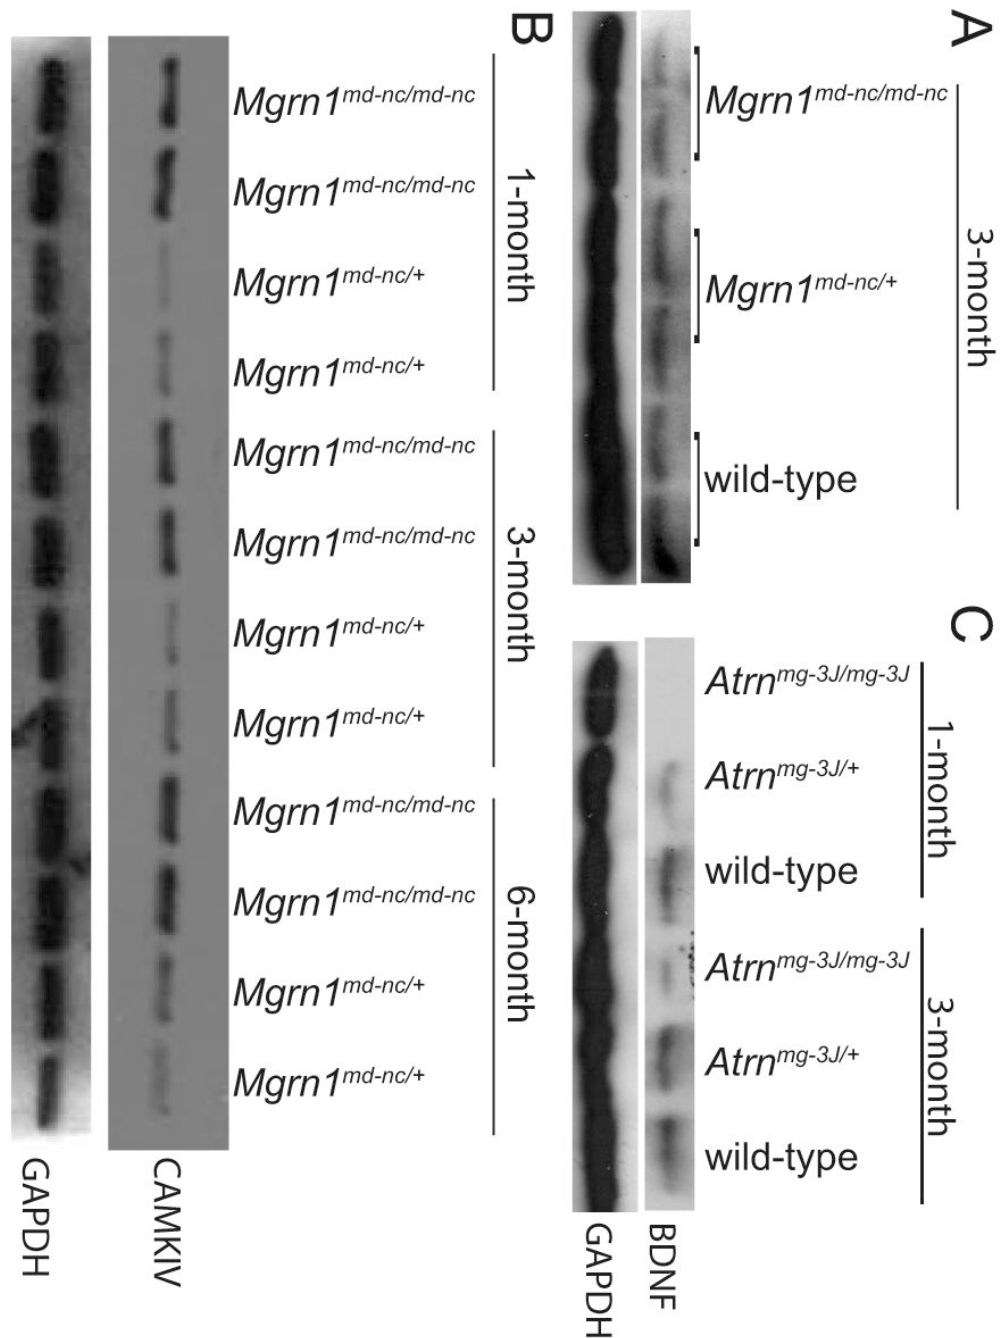 A
3-month
Mgrn1md-nc/md-nc
Mgrn1md-nc/+
wild-type
B
1-month
3-month
6-month
Mgrn1md-nc/md-nc
Mgrn1md-nc/md-nc
Mgrn1md-nc/+
Mgrn1md-nc/+
Mgrn1md-nc/md-nc
Mgrn1md-nc/md-nc
Mgrn1md-nc/+
Mgrn1md-nc/+
Mgrn1md-nc/md-nc
Mgrn1md-nc/md-nc
Mgrn1md-nc/+
Mgrn1md-nc/+
CAMKIV
GAPDH
C
1-month
3-month
Atrnmg-3J/mg-3J
Atrnmg-3J/+
wild-type
Atrnmg-3J/mg-3J
Atrnmg-3J/+
wild-type
BDNF
GAPDH